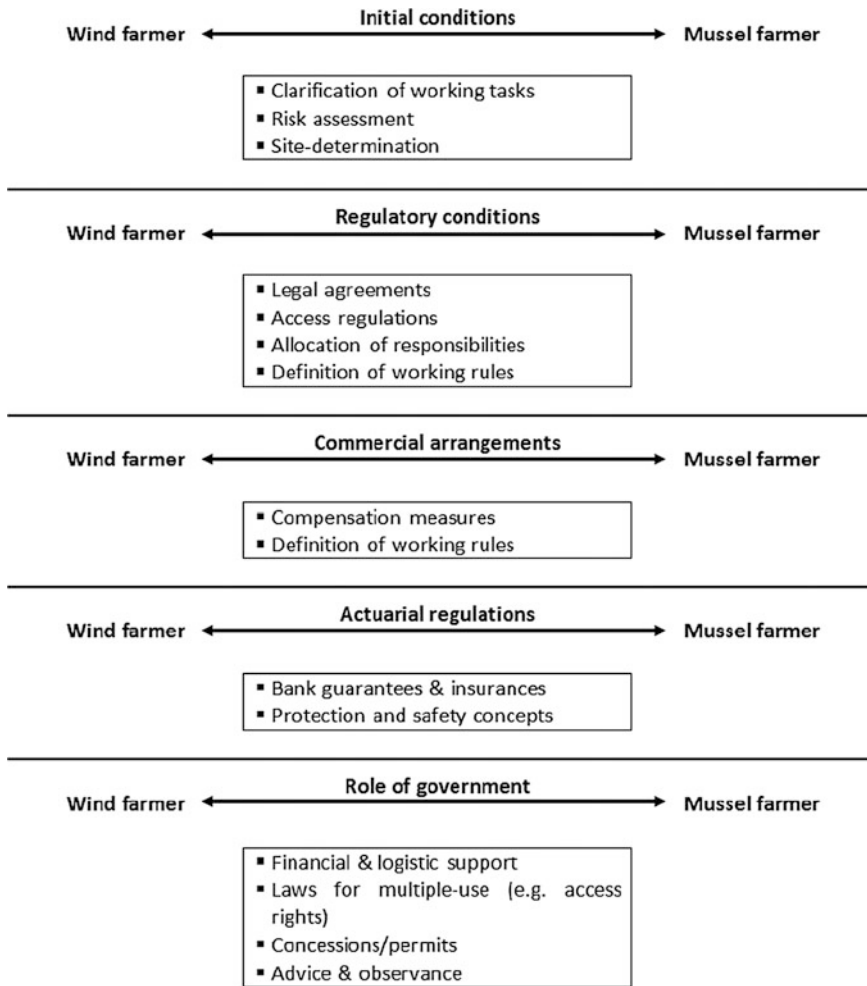 Initial conditions
Wind farmer Mussel farmer
▪ Clarification of working tasks
▪ Risk assessment
▪ Site-determination
Regulatory conditions
Wind farmer Mussel farmer
▪ Legal agreements
▪ Access regulations
▪ Allocation of responsibilities
▪ Definition of working rules
Commercial arrangements
Wind farmer Mussel farmer
▪ Compensation measures
▪ Definition of working rules
Actuarial regulations
Wind farmer Mussel farmer
▪ Bank guarantees & insurances
▪ Protection and safety concepts
Role of government
Wind farmer Mussel farmer
▪ Financial & logistic support
▪ Laws for multiple-use (e.g. access
rights)
▪ Concessions/permits
▪ Advice & observance